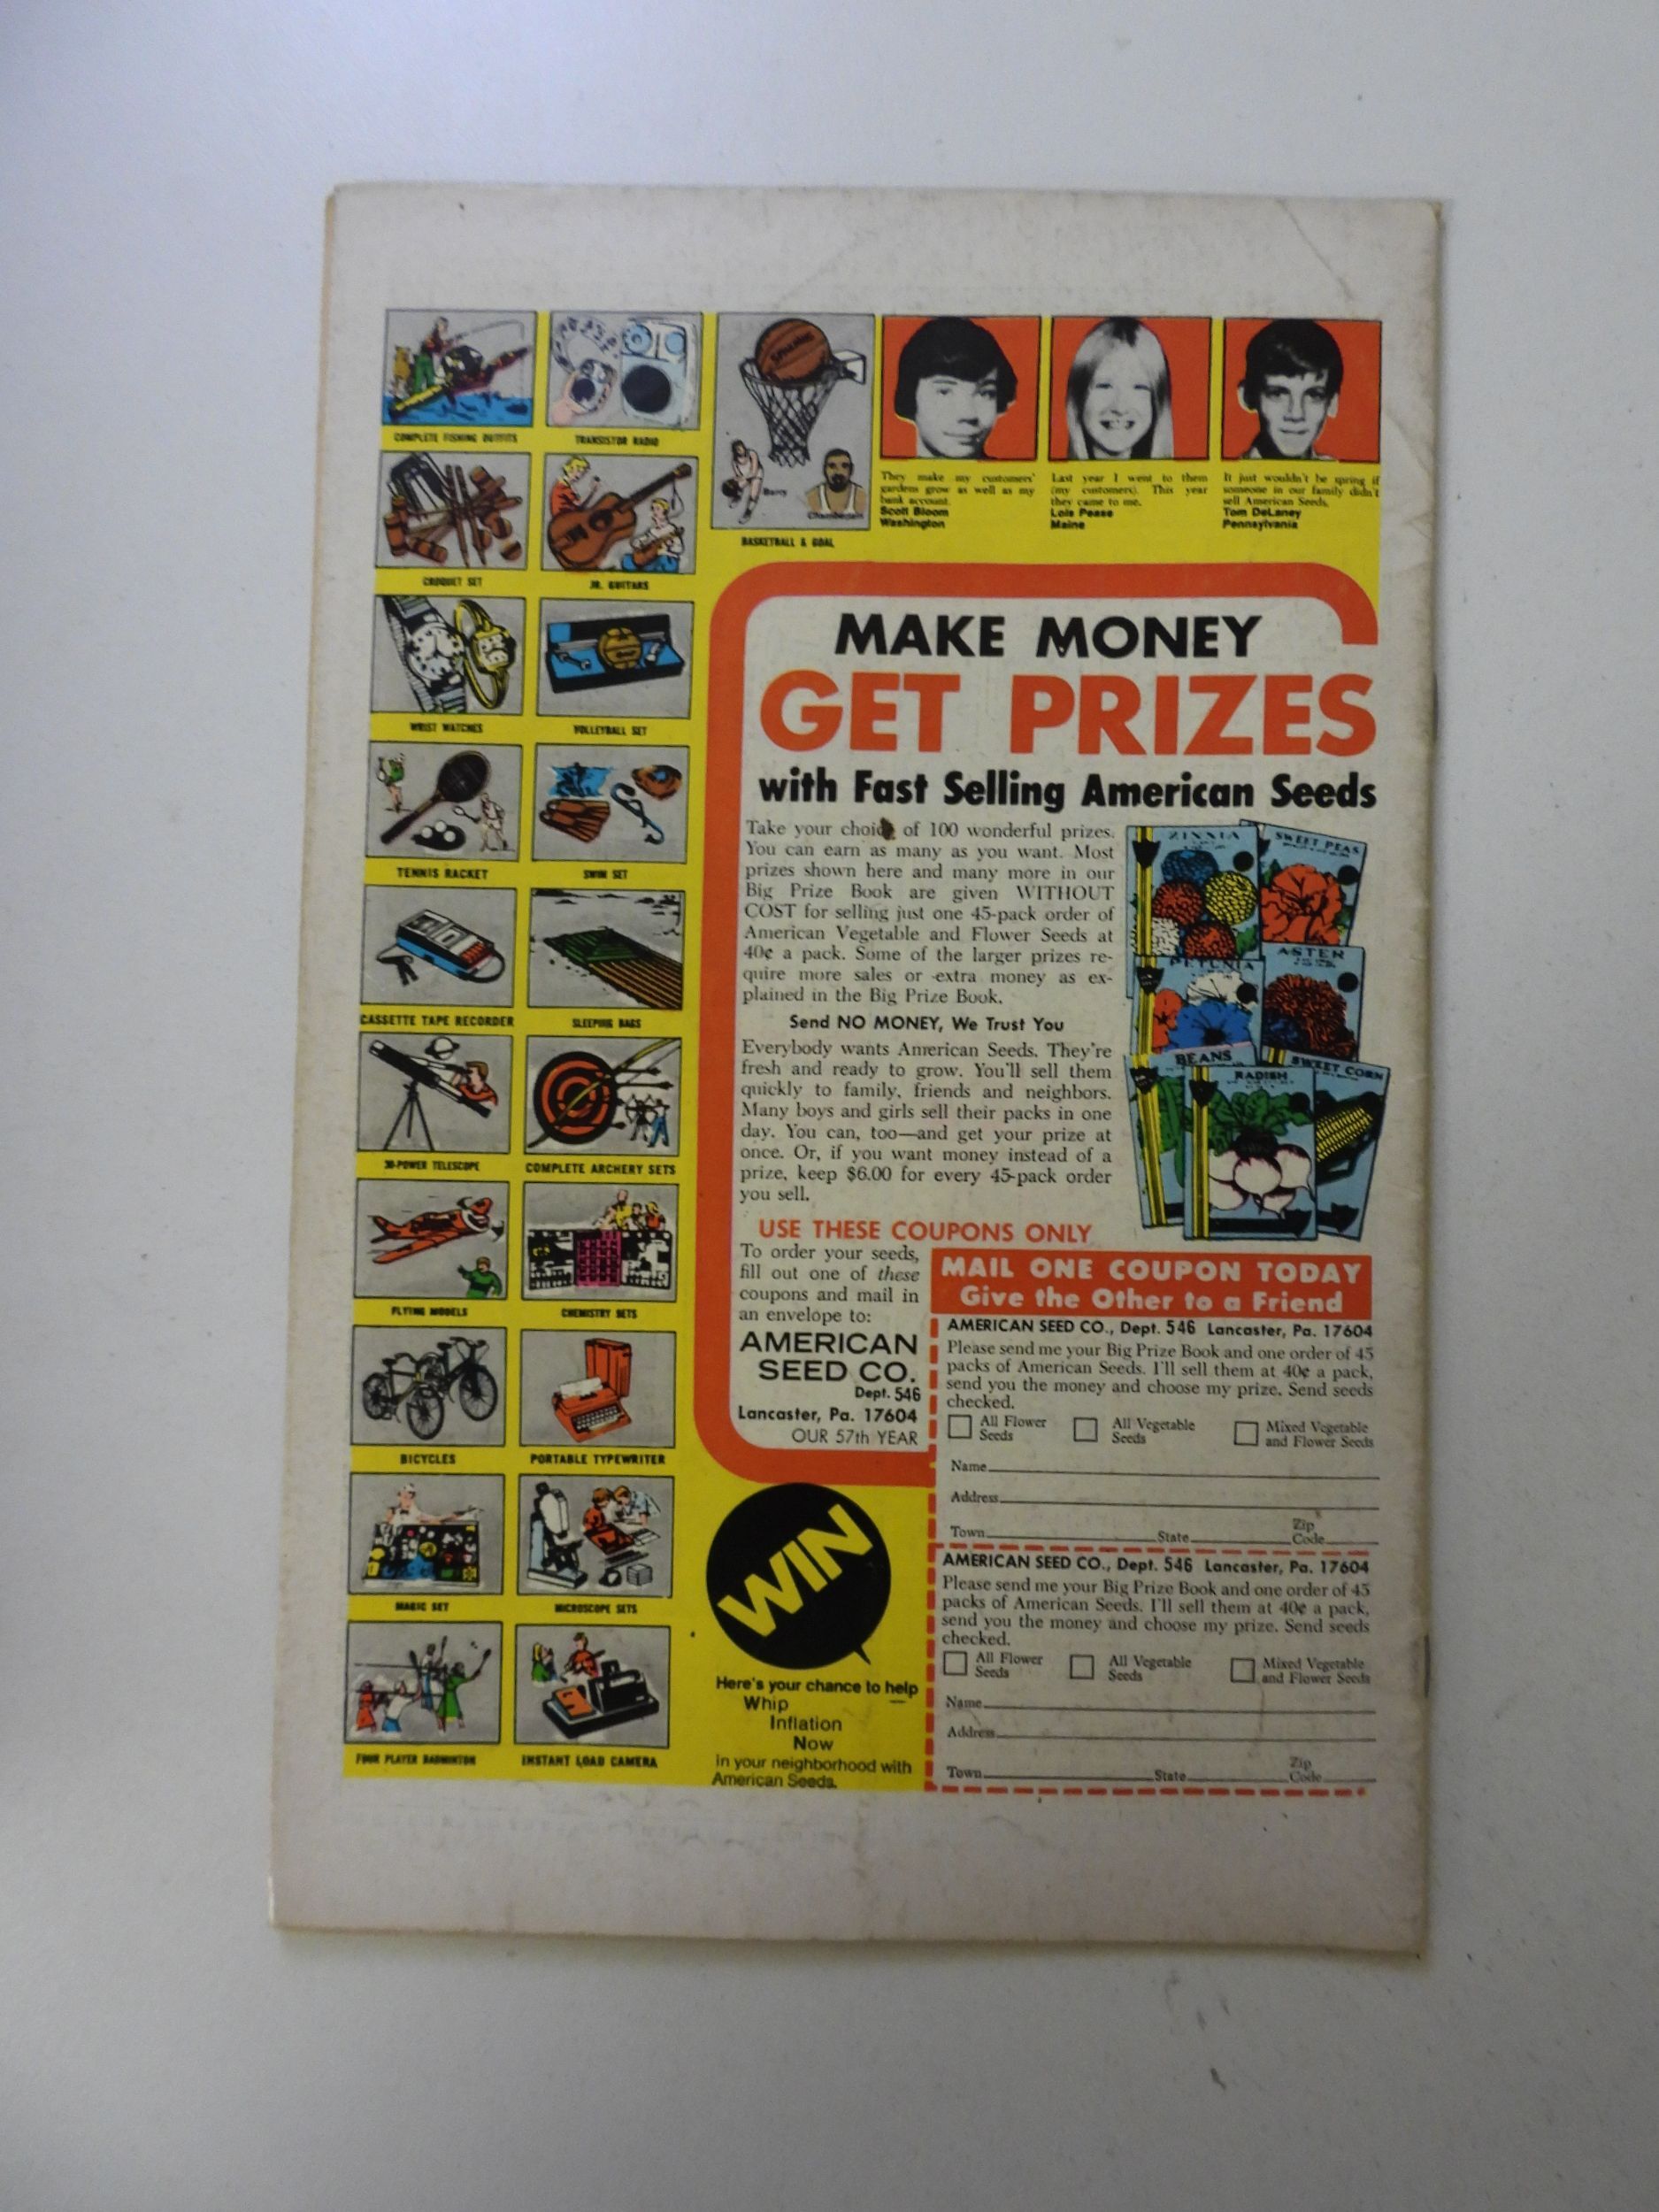 COMPLETE FISHING OUTFITS
TRANSISTOR RADIO
CROQUET SET
JR. GUITARS
WRIST WATCHES
VOLLEYBALL SET
TENNIS RACKET
SWIM SET
CASSETTE TAPE RECORDER
SLEEPING BAGS
30-POWER TELESCOPE
COMPLETE ARCHERY SETS
FLYING MODELS
CHEMISTRY SETS
BICYCLES
PORTABLE TYPEWRITER
MAGIC SET
MICROSCOPE SETS
FOUR PLAYER BADMINTON
INSTANT LOAD CAMERA
Spalding
Barry
Chamberlain
BASKETBALL & GOAL
They make my customers'
gardens grow as well as my
bank account.
Scott Bloom
Washington
Last year I went to them
(my customers). This year
they came to me.
Lois Pease
Maine
It just wouldn't be spring if
someone in our family didn't
sell American Seeds.
Tom DeLaney
Pennsylvania
MAKE MONEY
GET PRIZES
with Fast Selling American Seeds
Take your choice of 100 wonderful prizes.
You can earn as many as you want. Most
prizes shown here and many more in our
Big Prize Book are given WITHOUT
COST for selling just one 45-pack order of
American Vegetable and Flower Seeds at
40¢ a pack. Some of the larger prizes re-
quire more sales or extra money as ex-
plained in the Big Prize Book.
Send NO MONEY, We Trust You
Everybody wants American Seeds. They're
fresh and ready to grow. You'll sell them
quickly to family, friends and neighbors.
Many boys and girls sell their packs in one
day. You can, too—and get your prize at
once. Or, if you want money instead of a
prize, keep $6.00 for every 45-pack order
you sell.
ZINNIA
SWEET PEAS
PETUNIA
ASTER
BEANS
RADISH
SWEET CORN
USE THESE COUPONS ONLY
To order your seeds,
fill out one of these
coupons and mail in
an envelope to:
AMERICAN
SEED CO.
Dept. 546
Lancaster, Pa. 17604
OUR 57th YEAR
WIN
Here's your chance to help
Whip
Inflation
Now
in your neighborhood with
American Seeds.
MAIL ONE COUPON TODAY
Give the Other to a Friend
AMERICAN SEED CO., Dept. 546 Lancaster, Pa. 17604
Please send me your Big Prize Book and one order of 45
packs of American Seeds. I'll sell them at 40¢ a pack,
send you the money and choose my prize. Send seeds
checked.
All Flower Seeds All Vegetable Seeds Mixed Vegetable and Flower Seeds
Name
Address
Town State Zip Code
AMERICAN SEED CO., Dept. 546 Lancaster, Pa. 17604
Please send me your Big Prize Book and one order of 45
packs of American Seeds. I'll sell them at 40¢ a pack,
send you the money and choose my prize. Send seeds
checked.
All Flower Seeds All Vegetable Seeds Mixed Vegetable and Flower Seeds
Name
Address
Town State Zip Code